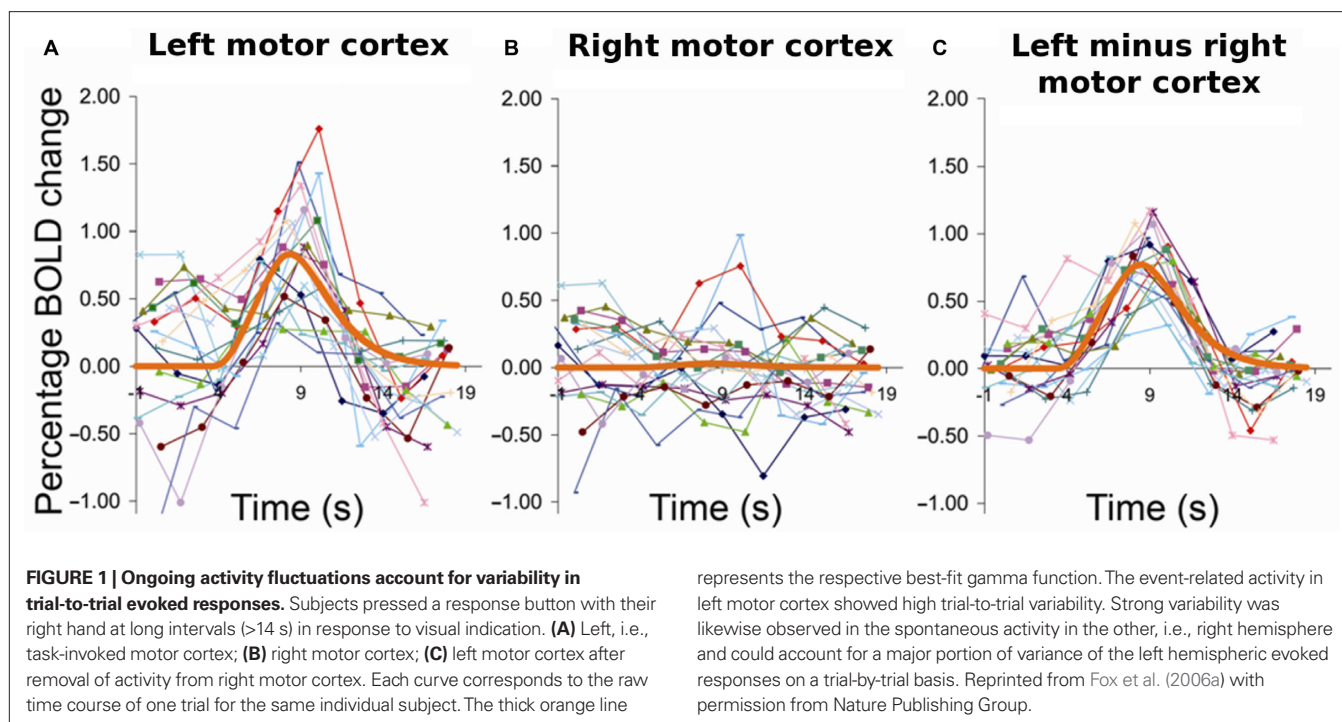 A
Left motor cortex
Percentage BOLD change
2.00
1.50
1.00
0.50
0.00
−0.50
−1.00
-1
4
9
14
19
Time (s)
B
Right motor cortex
2.00
1.50
1.00
0.50
0.00
−0.50
−1.00
-1
4
9
14
19
Time (s)
C
Left minus right
motor cortex
2.00
1.50
1.00
0.50
0.00
−0.50
−1.00
-1
4
9
14
19
Time (s)
FIGURE 1 | Ongoing activity fluctuations account for variability in
trial-to-trial evoked responses. Subjects pressed a response button with their
right hand at long intervals (>14 s) in response to visual indication. (A) Left, i.e.,
task-invoked motor cortex; (B) right motor cortex; (C) left motor cortex after
removal of activity from right motor cortex. Each curve corresponds to the raw
time course of one trial for the same individual subject. The thick orange line
represents the respective best-fit gamma function. The event-related activity in
left motor cortex showed high trial-to-trial variability. Strong variability was
likewise observed in the spontaneous activity in the other, i.e., right hemisphere
and could account for a major portion of variance of the left hemispheric evoked
responses on a trial-by-trial basis. Reprinted from Fox et al. (2006a) with
permission from Nature Publishing Group.